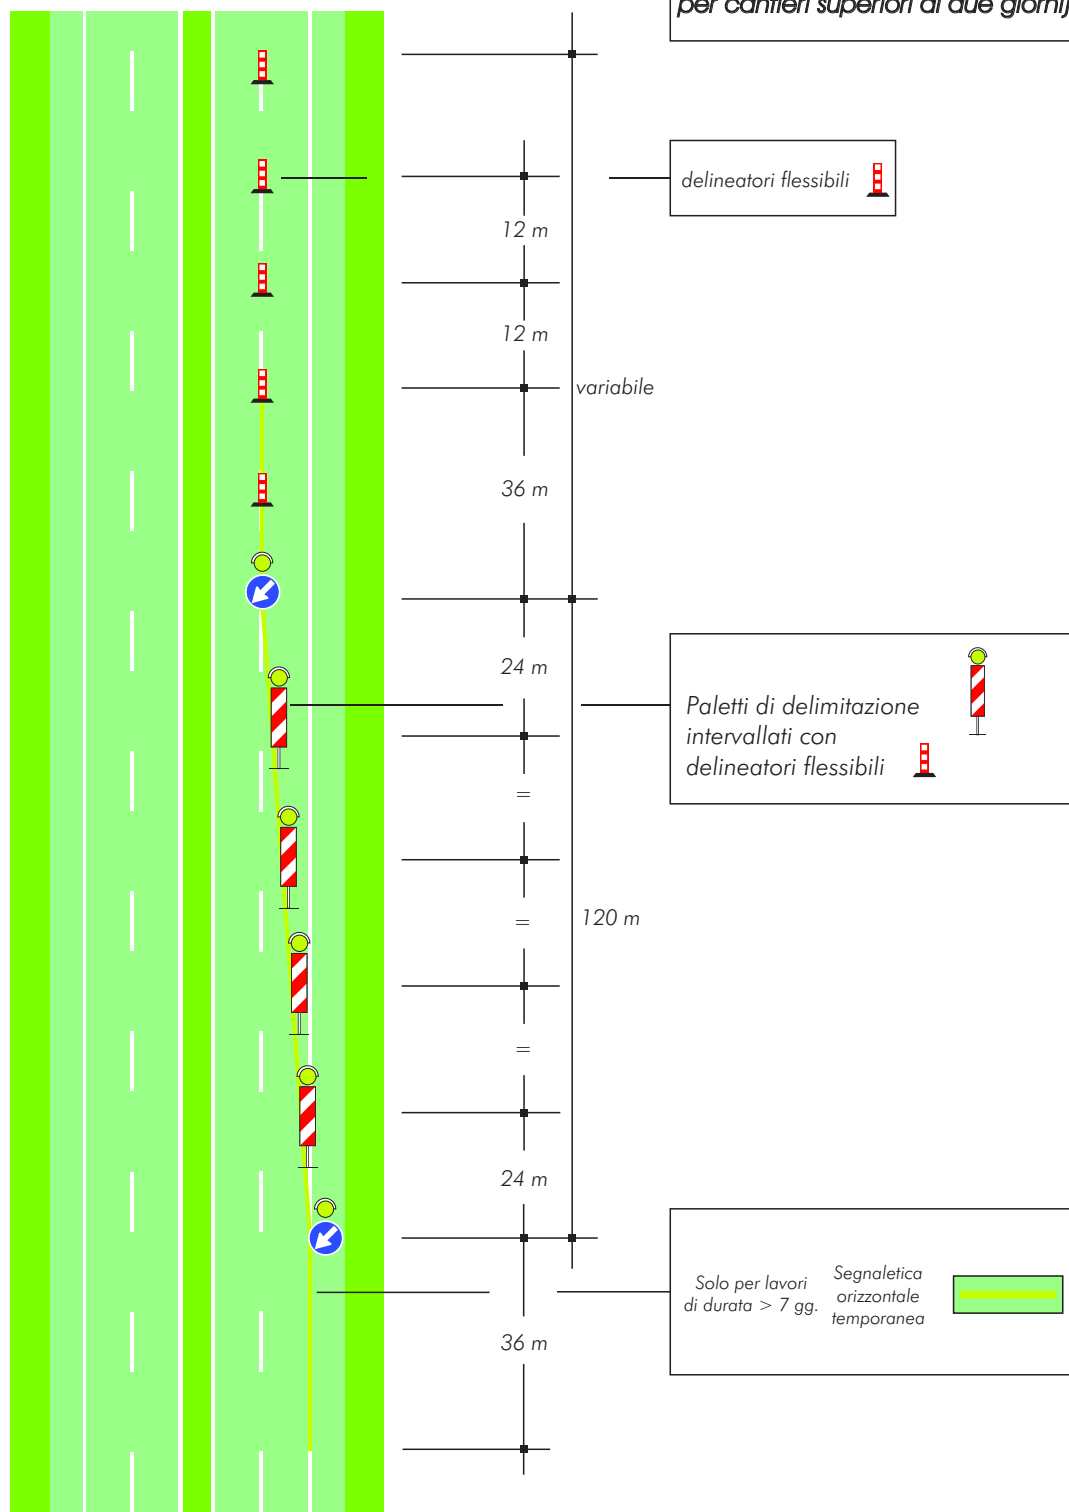 per cantieri superiori ai due giorni)
delineatori flessibili
12 m
12 m
variabile
36 m
24 m
Paletti di delimitazione
intervallati con
delineatori flessibili
=
=
120 m
=
24 m
Solo per lavori
di durata > 7 gg.
Segnaletica
orizzontale
temporanea
36 m